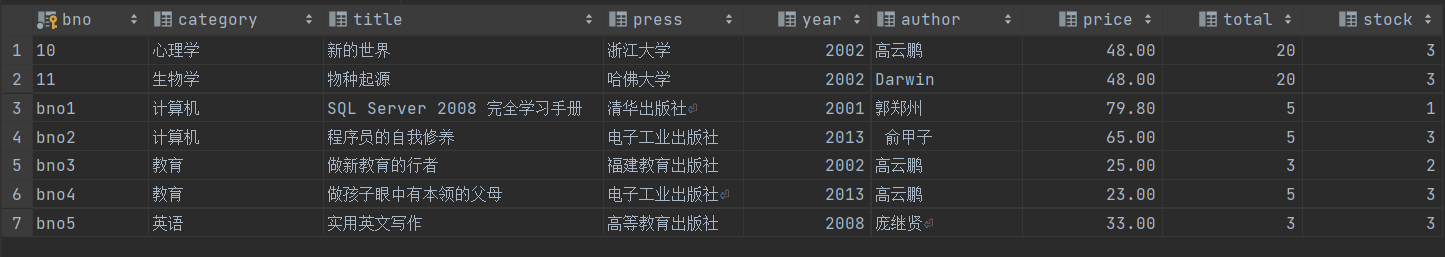 bno category title press year author price total stock
1 10 心理学 新的世界 浙江大学 2002 高云鹏 48.00 20 3
2 11 生物学 物种起源 哈佛大学 2002 Darwin 48.00 20 3
3 bno1 计算机 SQL Server 2008 完全学习手册 清华出版社⏎ 2001 郭郑州 79.80 5 1
4 bno2 计算机 程序员的自我修养 电子工业出版社 2013 俞甲子 65.00 5 3
5 bno3 教育 做新教育的行者 福建教育出版社 2002 高云鹏 25.00 3 2
6 bno4 教育 做孩子眼中有本领的父母 电子工业出版社⏎ 2013 高云鹏 23.00 5 3
7 bno5 英语 实用英文写作 高等教育出版社 2008 庞继贤⏎ 33.00 3 3